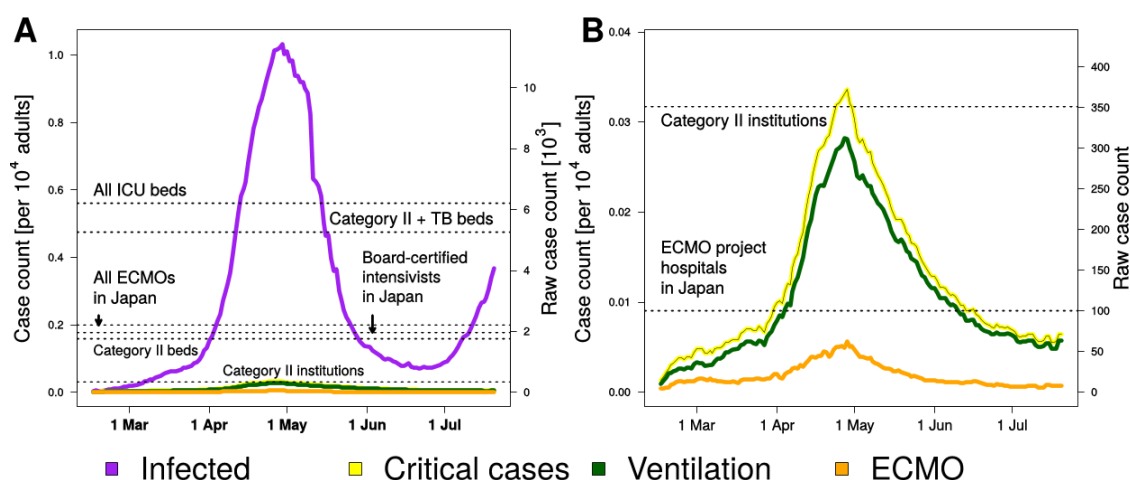 A
Case count [per 10⁴ adults]
1.0
0.8
0.6
0.4
0.2
0.0
All ICU beds
Category II + TB beds
All ECMOs
in Japan
Board-certified
intensivists
in Japan
Category II beds
Category II institutions
10
8
6
4
2
0
Raw case count [10³]
1 Mar
1 Apr
1 May
1 Jun
1 Jul
B
Case count [per 10⁴ adults]
0.04
0.03
0.02
0.01
0.00
Category II institutions
ECMO project
hospitals
in Japan
400
350
300
250
200
150
100
50
0
Raw case count
1 Mar
1 Apr
1 May
1 Jun
1 Jul
Infected
Critical cases
Ventilation
ECMO